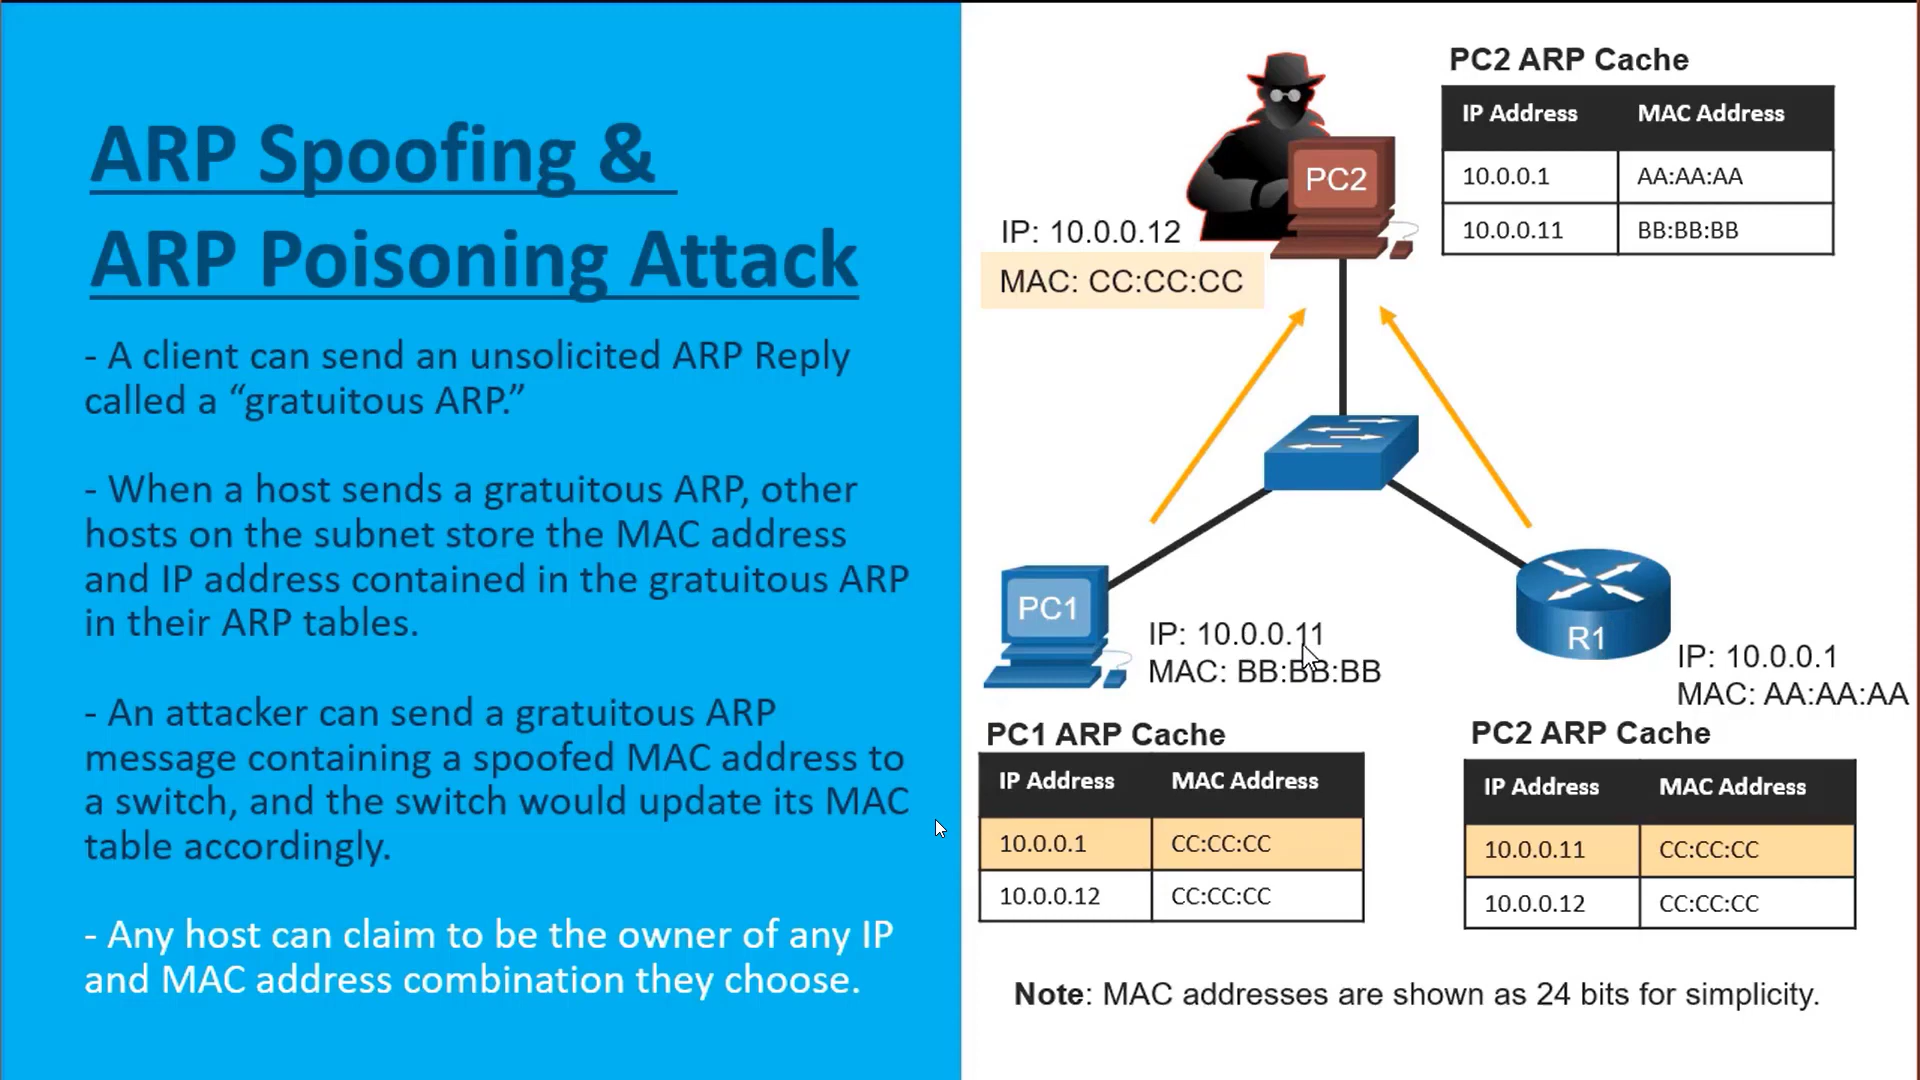 ARP Spoofing &
ARP Poisoning Attack
- A client can send an unsolicited ARP Reply
called a “gratuitous ARP.”
- When a host sends a gratuitous ARP, other
hosts on the subnet store the MAC address
and IP address contained in the gratuitous ARP
in their ARP tables.
- An attacker can send a gratuitous ARP
message containing a spoofed MAC address to
a switch, and the switch would update its MAC
table accordingly.
- Any host can claim to be the owner of any IP
and MAC address combination they choose.
PC2 ARP Cache
IP Address MAC Address
10.0.0.1 AA:AA:AA
10.0.0.11 BB:BB:BB
PC2
IP: 10.0.0.12
MAC: CC:CC:CC
PC1
IP: 10.0.0.11
MAC: BB:BB:BB
R1
IP: 10.0.0.1
MAC: AA:AA:AA
PC1 ARP Cache
IP Address MAC Address
10.0.0.1 CC:CC:CC
10.0.0.12 CC:CC:CC
PC2 ARP Cache
IP Address MAC Address
10.0.0.11 CC:CC:CC
10.0.0.12 CC:CC:CC
Note: MAC addresses are shown as 24 bits for simplicity.